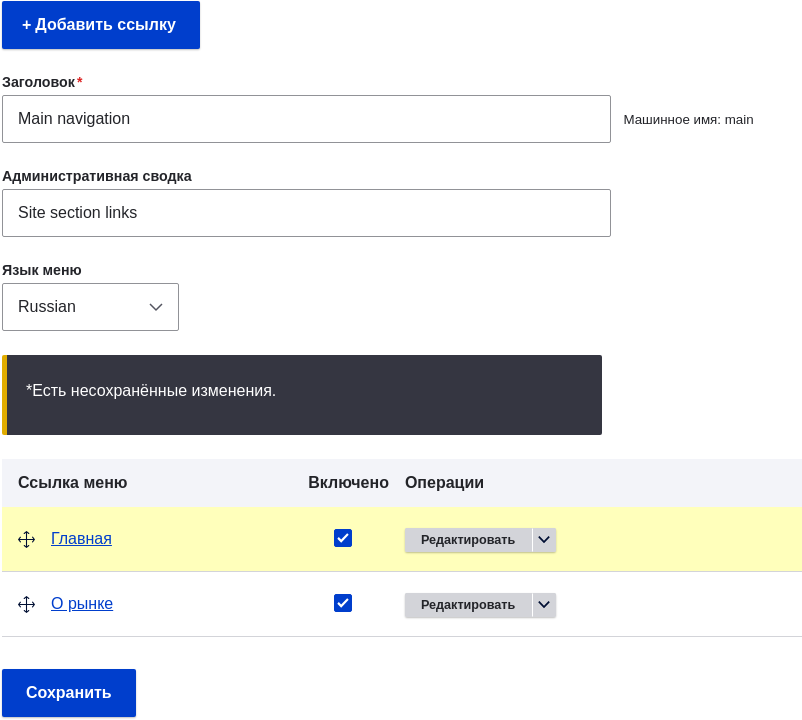 + Добавить ссылку
Заголовок*
Main navigation
Машинное имя: main
Административная сводка
Site section links
Язык меню
Russian
*Есть несохранённые изменения.
Ссылка меню Включено Операции
Главная Редактировать
О рынке Редактировать
Сохранить